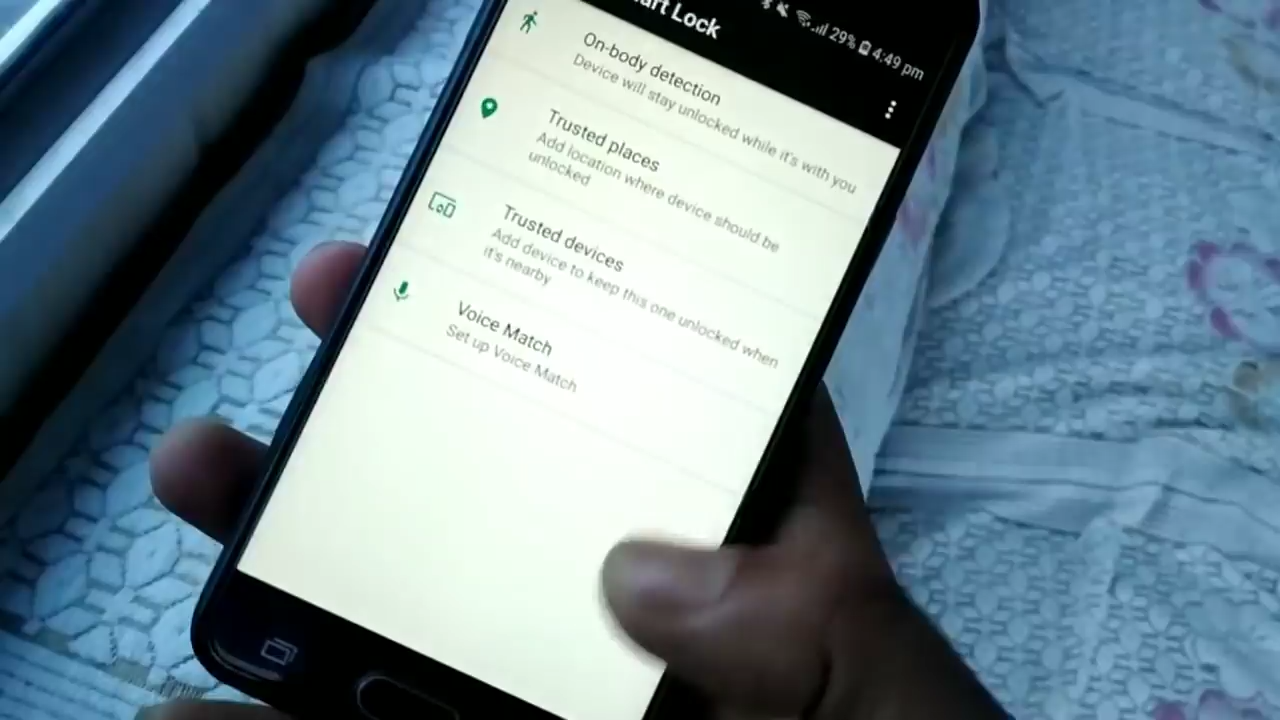 29% 4:49 pm
Lock
On-body detection
Device will stay unlocked while it's with you
Trusted places
Add location where device should be
unlocked
Trusted devices
Add device to keep this one unlocked when
it's nearby
Voice Match
Set up Voice Match